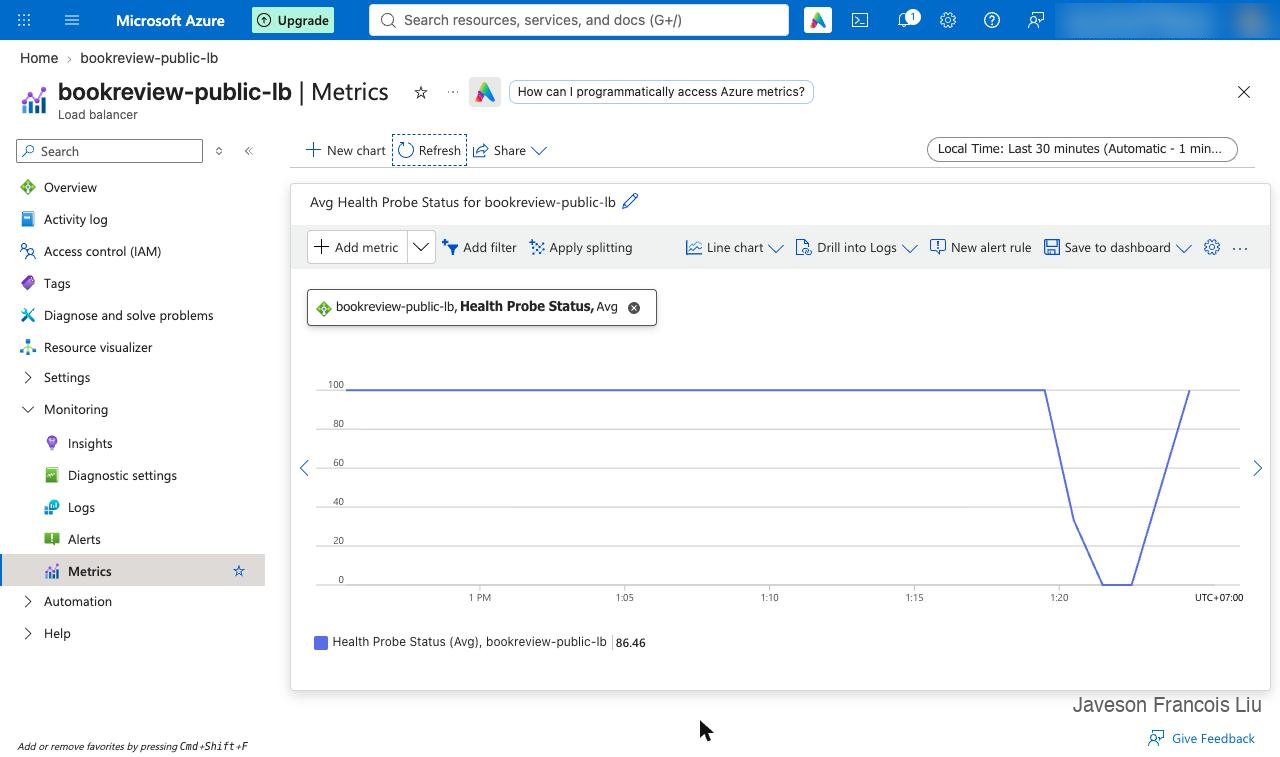 Microsoft Azure
Upgrade
Search resources, services, and docs (G+/)
1
Home > bookreview-public-lb
bookreview-public-lb | Metrics
How can I programmatically access Azure metrics?
Load balancer
Search
New chart
Refresh
Share
Local Time: Last 30 minutes (Automatic - 1 min...
Overview
Activity log
Access control (IAM)
Tags
Diagnose and solve problems
Resource visualizer
Settings
Monitoring
Insights
Diagnostic settings
Logs
Alerts
Metrics
Automation
Help
Add or remove favorites by pressing Cmd+Shift+F
Avg Health Probe Status for bookreview-public-lb
Add metric
Add filter
Apply splitting
Line chart
Drill into Logs
New alert rule
Save to dashboard
bookreview-public-lb, Health Probe Status, Avg
100
80
60
40
20
0
1 PM 1:05 1:10 1:15 1:20 UTC+07:00
Health Probe Status (Avg), bookreview-public-lb | 86.46
Javeson Francois Liu
Give Feedback